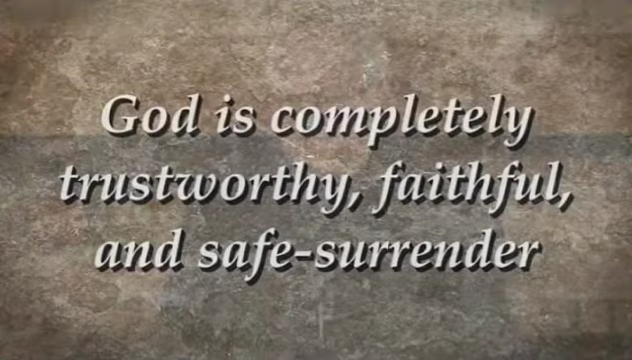 God is completely
trustworthy, faithful,
and safe-surrender